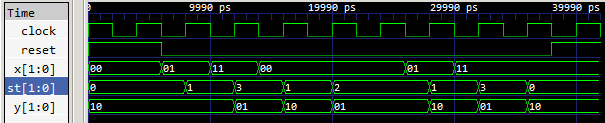 Time 0 9990 ps 19990 ps 29990 ps 39990 ps
clock
reset
x[1:0] 00 01 11 00 01 11
st[1:0] 0 1 3 1 2 1 3 0
y[1:0] 10 01 10 01 10 01 10